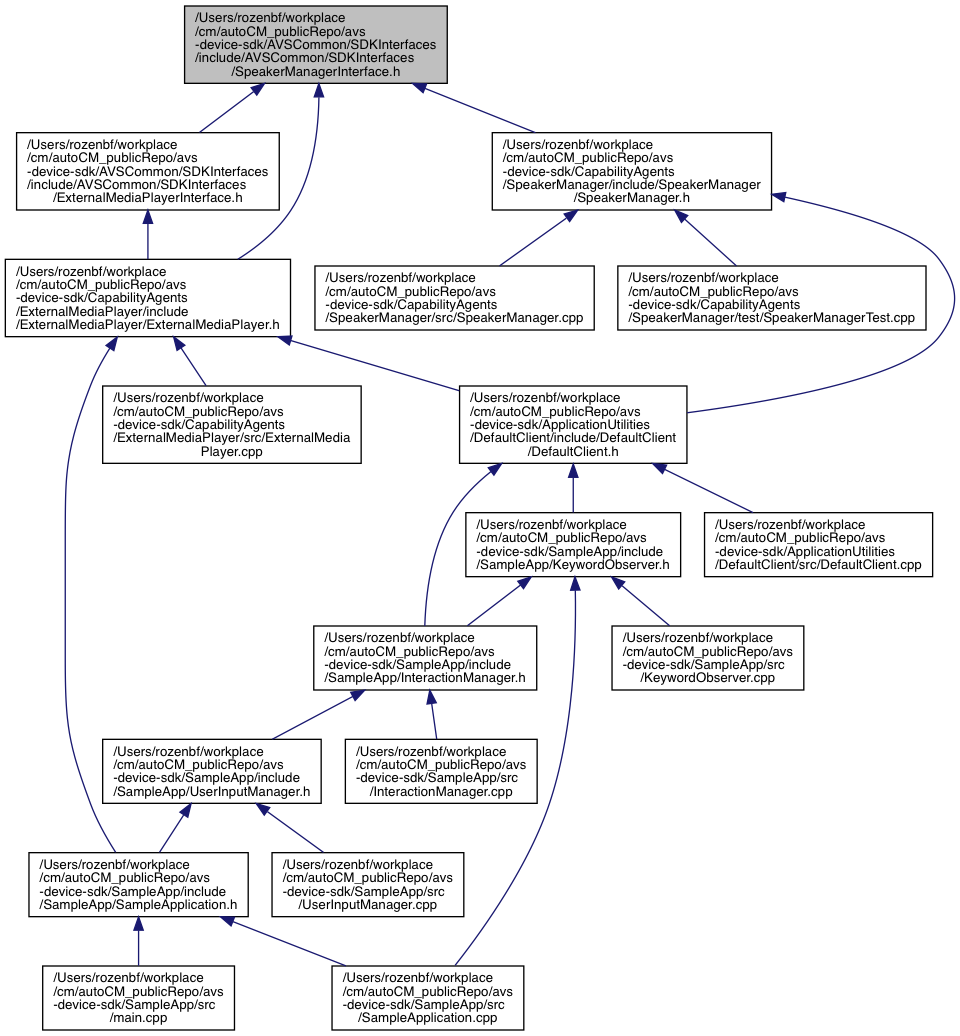 /Users/rozenbf/workplace
/cm/autoCM_publicRepo/avs
-device-sdk/AVSCommon/SDKInterfaces
/include/AVSCommon/SDKInterfaces
/SpeakerManagerInterface.h
/Users/rozenbf/workplace
/cm/autoCM_publicRepo/avs
-device-sdk/AVSCommon/SDKInterfaces
/include/AVSCommon/SDKInterfaces
/ExternalMediaPlayerInterface.h
/Users/rozenbf/workplace
/cm/autoCM_publicRepo/avs
-device-sdk/CapabilityAgents
/SpeakerManager/include/SpeakerManager
/SpeakerManager.h
/Users/rozenbf/workplace
/cm/autoCM_publicRepo/avs
-device-sdk/CapabilityAgents
/ExternalMediaPlayer/include
/ExternalMediaPlayer/ExternalMediaPlayer.h
/Users/rozenbf/workplace
/cm/autoCM_publicRepo/avs
-device-sdk/CapabilityAgents
/SpeakerManager/src/SpeakerManager.cpp
/Users/rozenbf/workplace
/cm/autoCM_publicRepo/avs
-device-sdk/CapabilityAgents
/SpeakerManager/test/SpeakerManagerTest.cpp
/Users/rozenbf/workplace
/cm/autoCM_publicRepo/avs
-device-sdk/CapabilityAgents
/ExternalMediaPlayer/src/ExternalMedia
Player.cpp
/Users/rozenbf/workplace
/cm/autoCM_publicRepo/avs
-device-sdk/ApplicationUtilities
/DefaultClient/include/DefaultClient
/DefaultClient.h
/Users/rozenbf/workplace
/cm/autoCM_publicRepo/avs
-device-sdk/SampleApp/include
/SampleApp/KeywordObserver.h
/Users/rozenbf/workplace
/cm/autoCM_publicRepo/avs
-device-sdk/ApplicationUtilities
/DefaultClient/src/DefaultClient.cpp
/Users/rozenbf/workplace
/cm/autoCM_publicRepo/avs
-device-sdk/SampleApp/include
/SampleApp/InteractionManager.h
/Users/rozenbf/workplace
/cm/autoCM_publicRepo/avs
-device-sdk/SampleApp/src
/KeywordObserver.cpp
/Users/rozenbf/workplace
/cm/autoCM_publicRepo/avs
-device-sdk/SampleApp/include
/SampleApp/UserInputManager.h
/Users/rozenbf/workplace
/cm/autoCM_publicRepo/avs
-device-sdk/SampleApp/src
/InteractionManager.cpp
/Users/rozenbf/workplace
/cm/autoCM_publicRepo/avs
-device-sdk/SampleApp/include
/SampleApp/SampleApplication.h
/Users/rozenbf/workplace
/cm/autoCM_publicRepo/avs
-device-sdk/SampleApp/src
/UserInputManager.cpp
/Users/rozenbf/workplace
/cm/autoCM_publicRepo/avs
-device-sdk/SampleApp/src
/main.cpp
/Users/rozenbf/workplace
/cm/autoCM_publicRepo/avs
-device-sdk/SampleApp/src
/SampleApplication.cpp